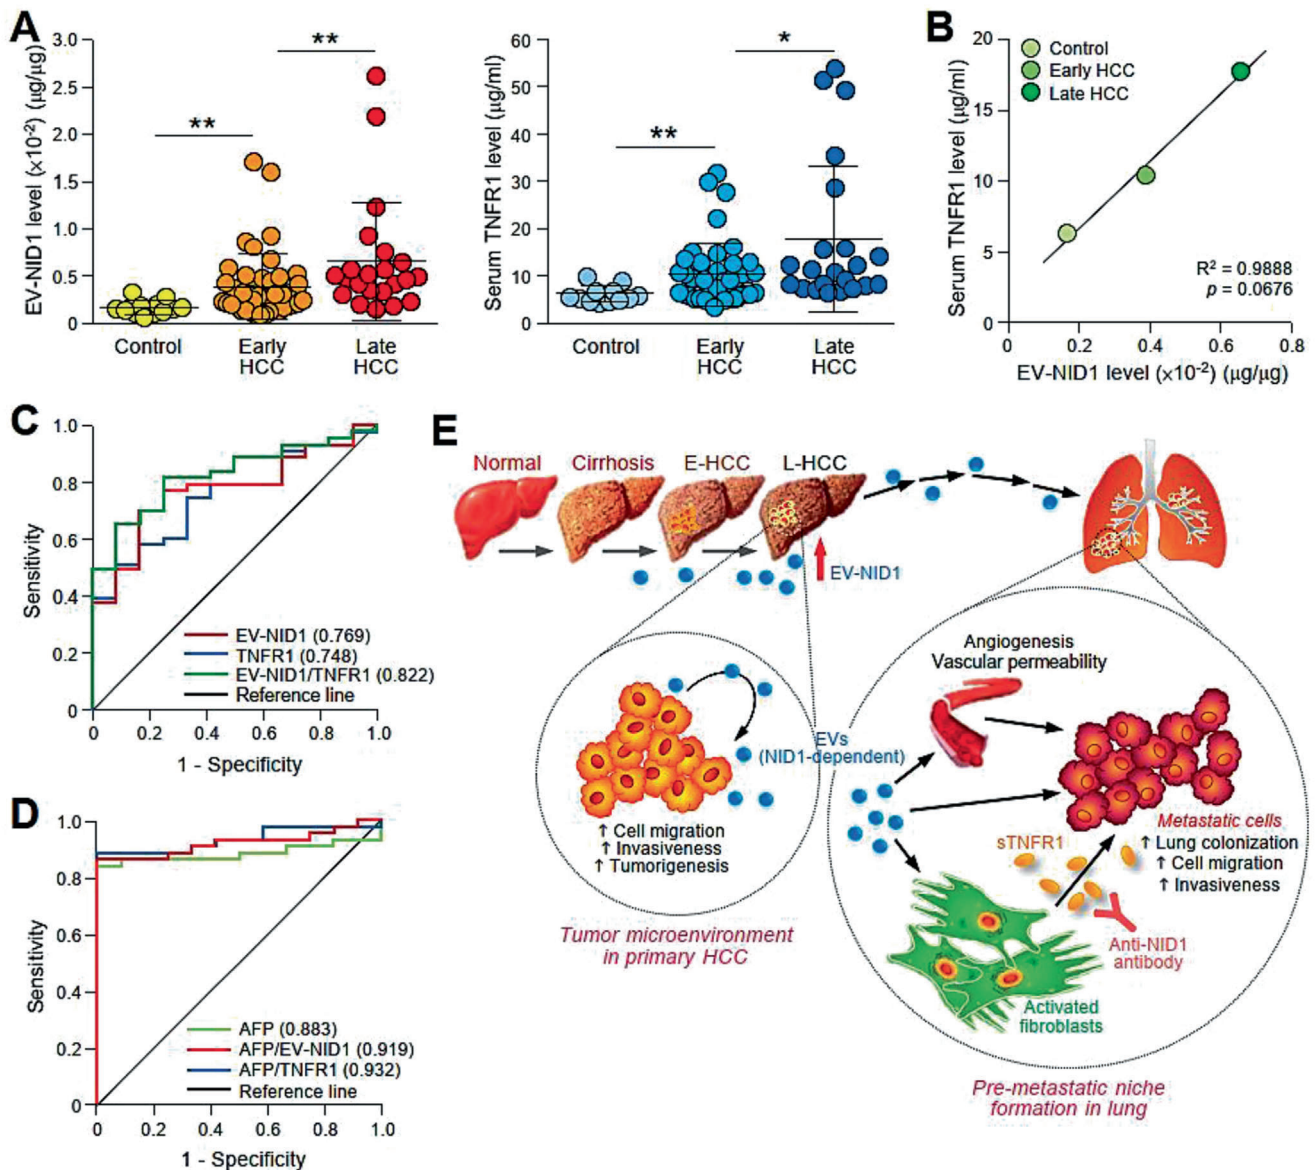 A
EV-NID1 level (×10⁻²) (μg/μg)
3.0
2.5
2.0
1.5
1.0
0.5
0
**
**
Control
Early
HCC
Late
HCC
Serum TNFR1 level (μg/ml)
60
50
40
30
20
10
0
**
*
Control
Early
HCC
Late
HCC
B
Serum TNFR1 level (μg/ml)
20
15
10
5
0
Control
Early HCC
Late HCC
R² = 0.9888
p = 0.0676
0 0.2 0.4 0.6 0.8
EV-NID1 level (×10⁻²) (μg/μg)
C
Sensitivity
1.0
0.8
0.6
0.4
0.2
0
EV-NID1 (0.769)
TNFR1 (0.748)
EV-NID1/TNFR1 (0.822)
Reference line
0 0.2 0.4 0.6 0.8 1.0
1 - Specificity
D
Sensitivity
1.0
0.8
0.6
0.4
0.2
0
AFP (0.883)
AFP/EV-NID1 (0.919)
AFP/TNFR1 (0.932)
Reference line
0 0.2 0.4 0.6 0.8 1.0
1 - Specificity
E
Normal Cirrhosis E-HCC L-HCC
EV-NID1
EVs
(NID1-dependent)
↑ Cell migration
↑ Invasiveness
↑ Tumorigenesis
Tumor microenvironment
in primary HCC
Angiogenesis
Vascular permeability
Metastatic cells
↑ Lung colonization
↑ Cell migration
↑ Invasiveness
sTNFR1
Anti-NID1
antibody
Activated
fibroblasts
Pre-metastatic niche
formation in lung